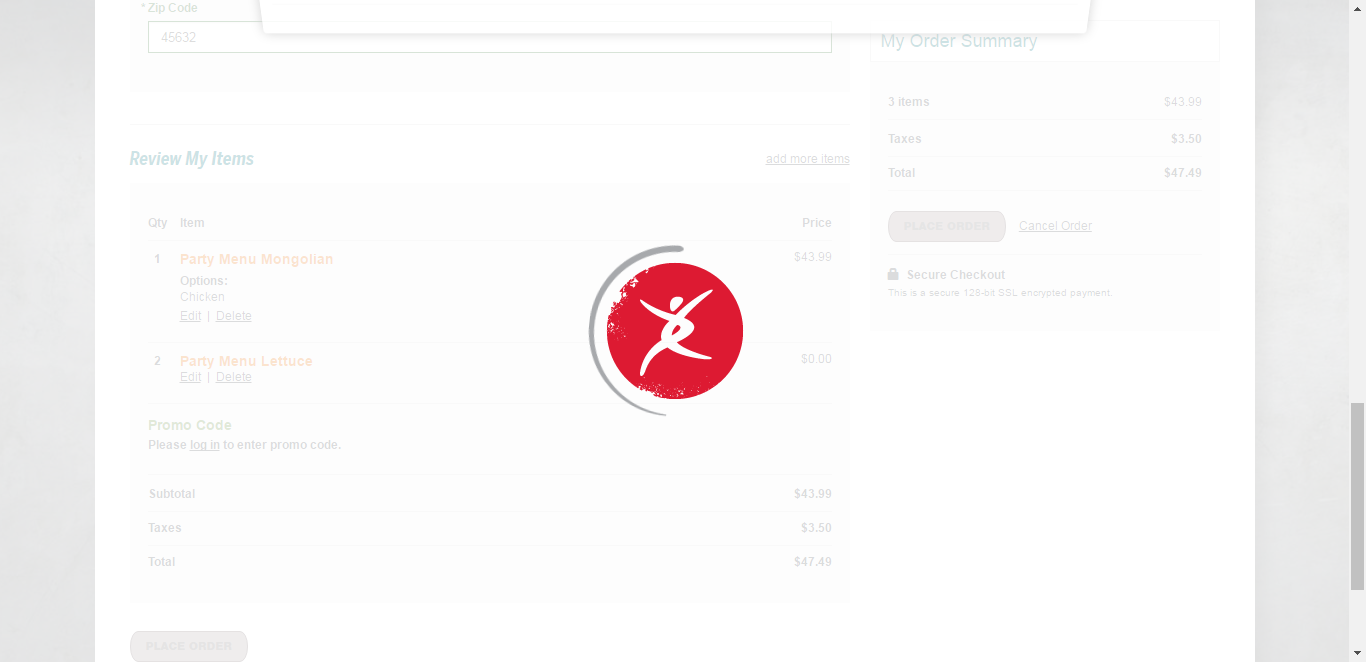 * Zip Code
45632
My Order Summary
3 items $43.99
Taxes $3.50
Total $47.49
PLACE ORDER Cancel Order
Secure Checkout
This is a secure 128-bit SSL encrypted payment.
Review My Items add more items
Qty Item Price
1 Party Menu Mongolian $43.99
Options:
Chicken
Edit | Delete
2 Party Menu Lettuce $0.00
Edit | Delete
Promo Code
Please log in to enter promo code.
Subtotal $43.99
Taxes $3.50
Total $47.49
PLACE ORDER